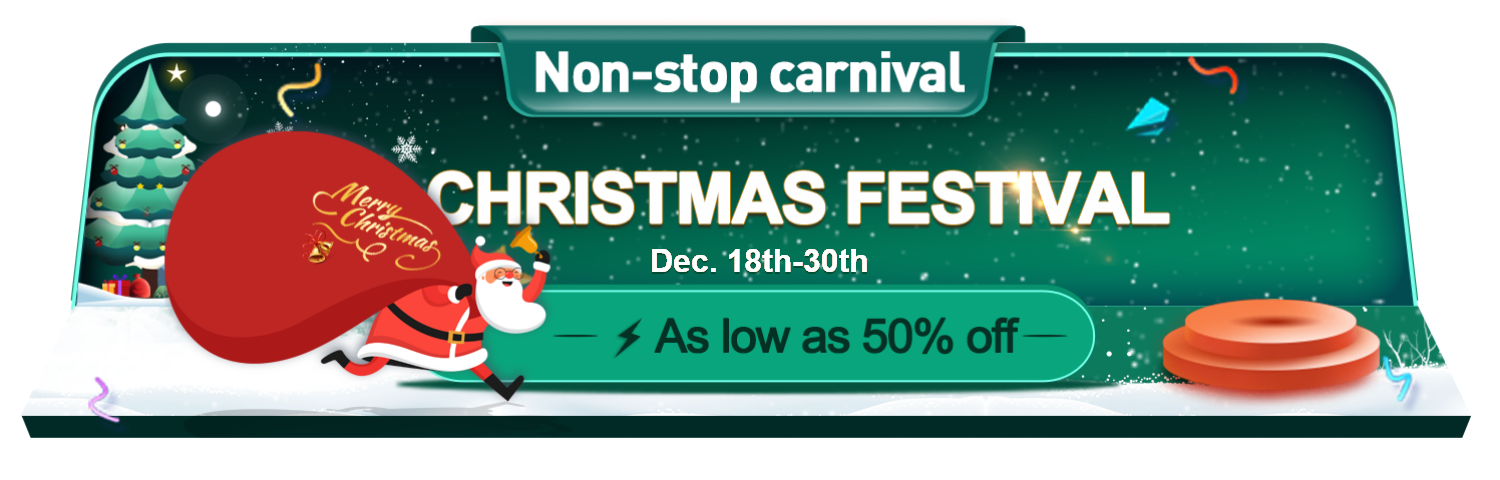 Non-stop carnival
CHRISTMAS FESTIVAL
Merry
Christmas
Dec. 18th-30th
As low as 50% off